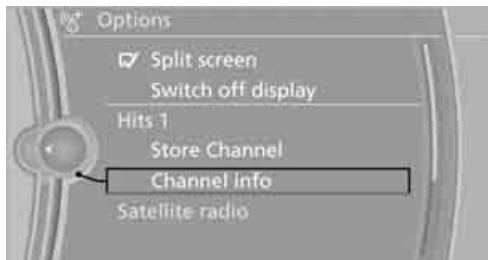 Options
Split screen
Switch off display
Hits 1
Store Channel
Channel info
Satellite radio